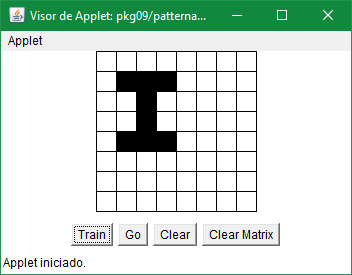 Visor de Applet: pkg09/patterna...
Applet
I
Train Go Clear Clear Matrix
Applet iniciado.